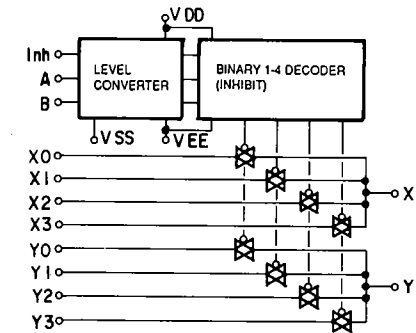 VDD
Inh
A
B
LEVEL
CONVERTER
BINARY 1-4 DECODER
(INHIBIT)
VSS
VEE
X0
X1
X2
X3
X
Y0
Y1
Y2
Y3
Y